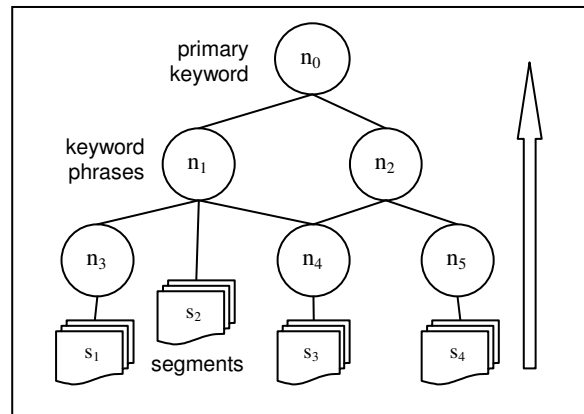 primary
keyword
n₀
keyword
phrases
n₁
n₂
n₃
n₄
n₅
s₂
s₁
segments
s₃
s₄